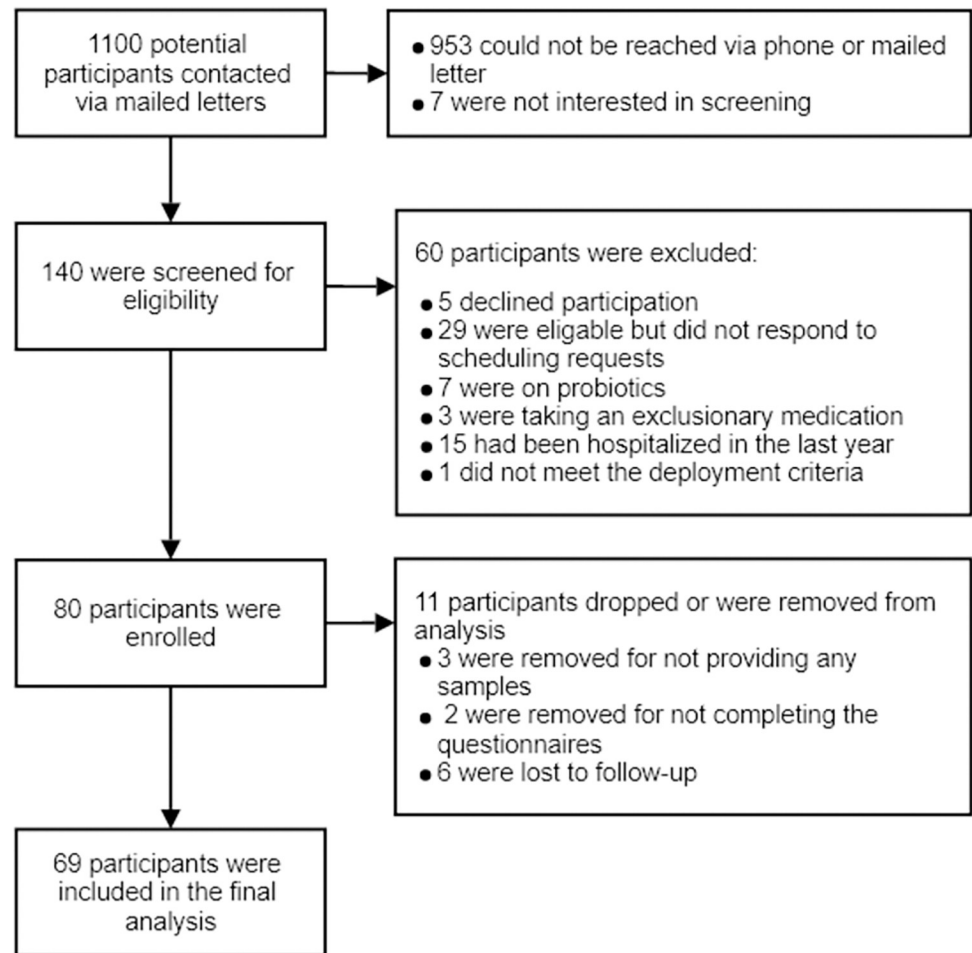 1100 potential
participants contacted
via mailed letters
● 953 could not be reached via phone or mailed
letter
● 7 were not interested in screening
140 were screened for
eligibility
60 participants were excluded:
● 5 declined participation
● 29 were eligable but did not respond to
scheduling requests
● 7 were on probiotics
● 3 were taking an exclusionary medication
● 15 had been hospitalized in the last year
● 1 did not meet the deployment criteria
80 participants were
enrolled
11 participants dropped or were removed from
analysis
● 3 were removed for not providing any
samples
● 2 were removed for not completing the
questionnaires
● 6 were lost to follow-up
69 participants were
included in the final
analysis